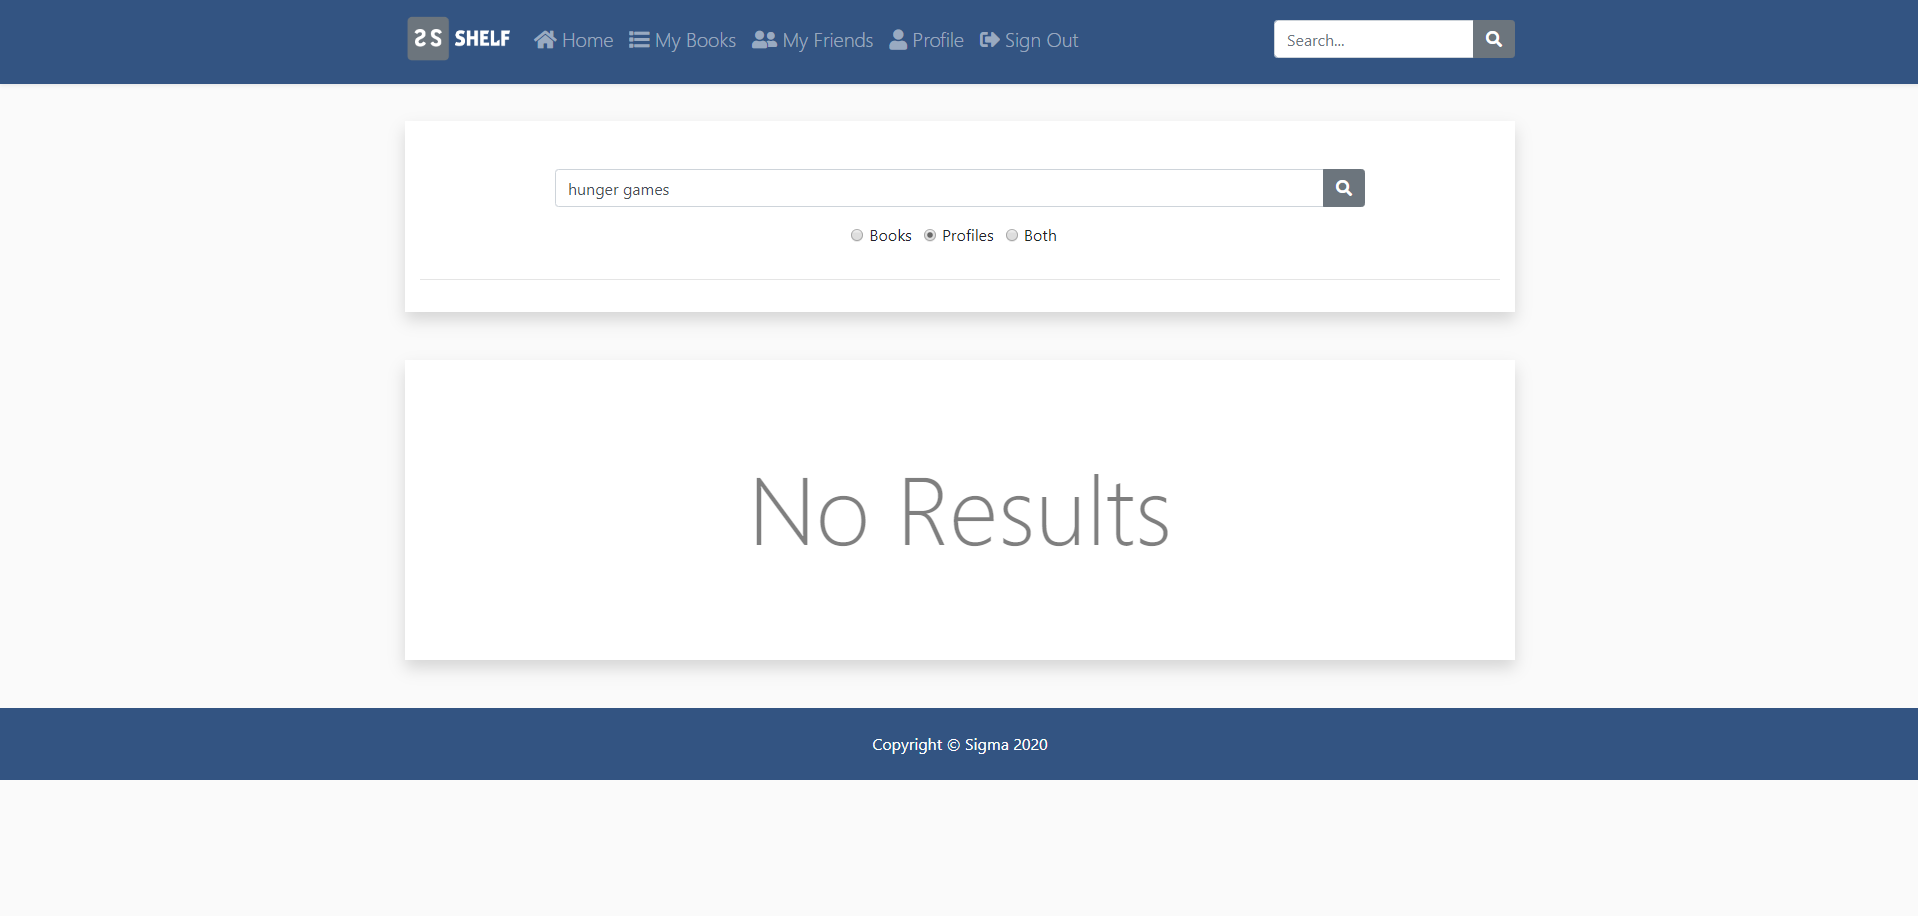 SS SHELF Home My Books My Friends Profile Sign Out Search...
hunger games
Books Profiles Both
No Results
Copyright © Sigma 2020